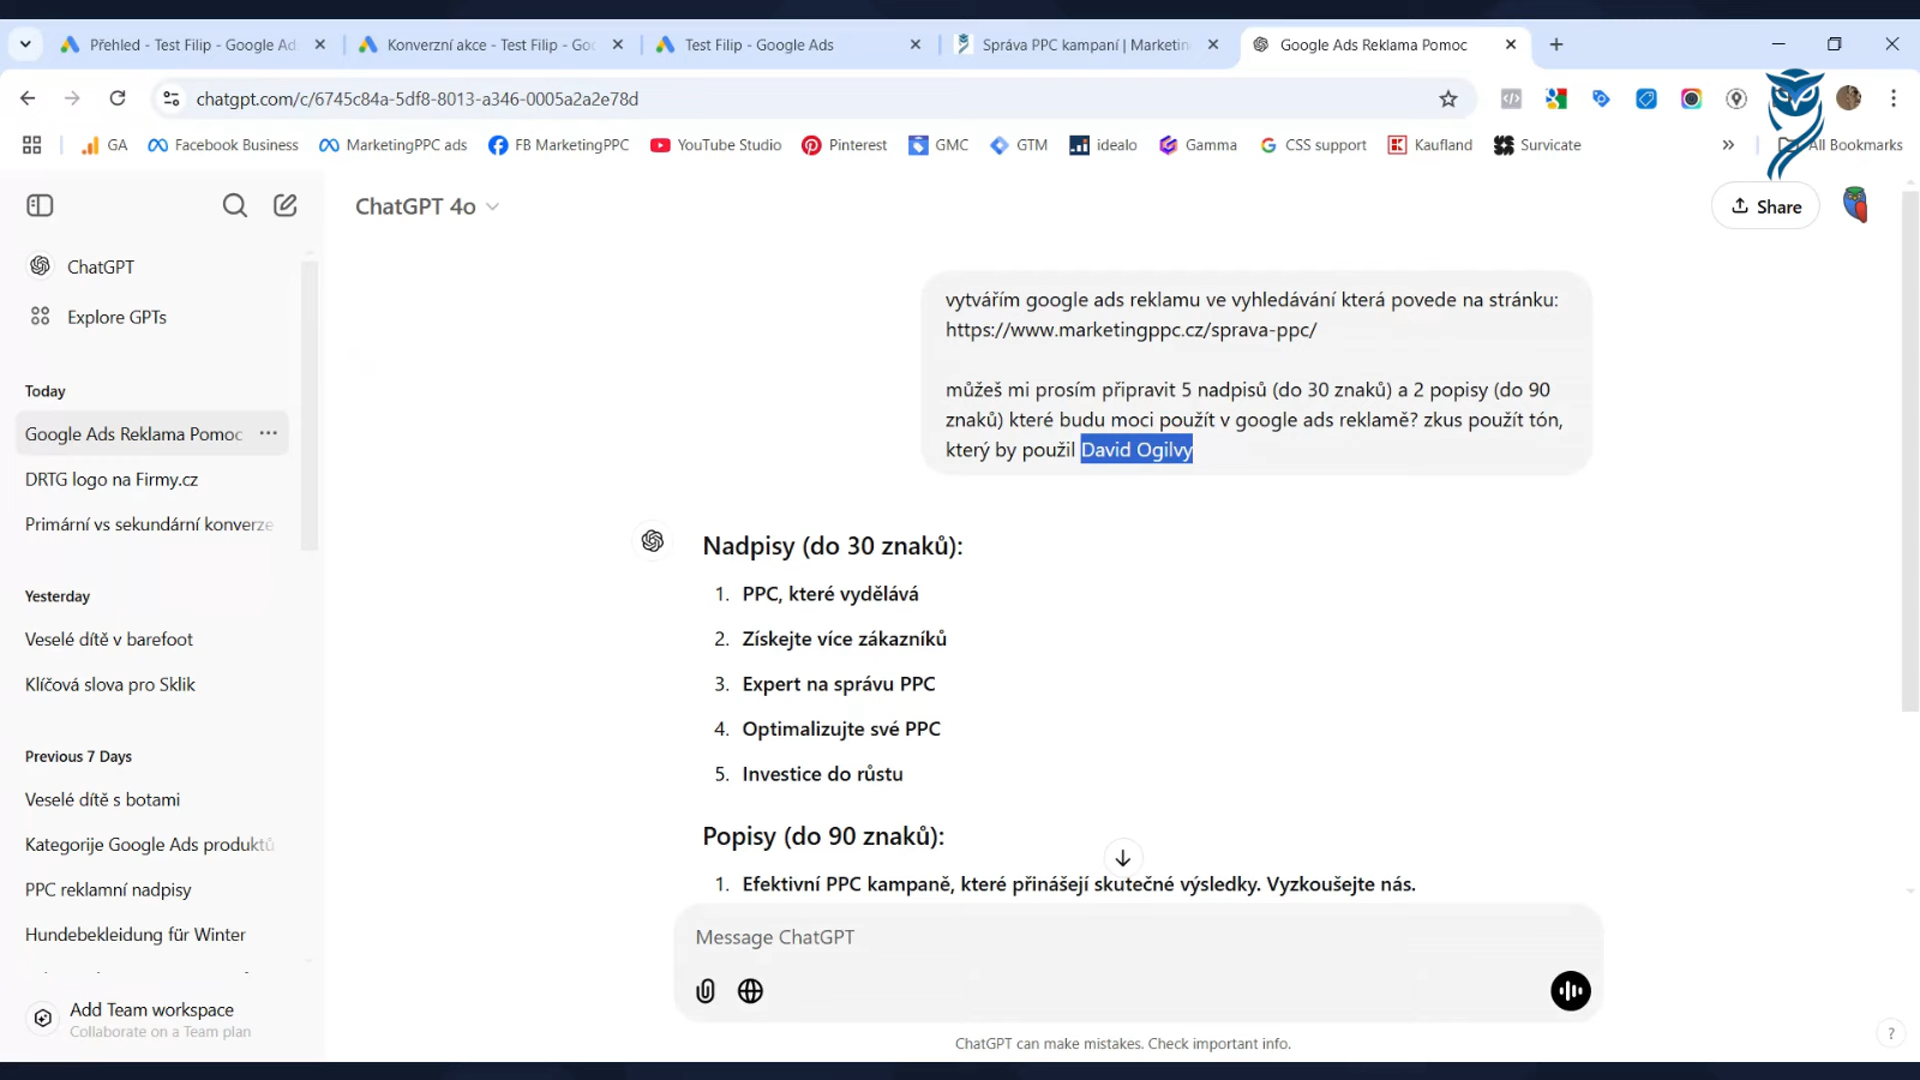 Přehled - Test Filip - Google Ad
Konverzní akce - Test Filip - Goo
Test Filip - Google Ads
Správa PPC kampaní | Marketin
Google Ads Reklama Pomoc
chatgpt.com/c/6745c84a-5df8-8013-a346-0005a2a2e78d
GA
Facebook Business
MarketingPPC ads
FB MarketingPPC
YouTube Studio
Pinterest
GMC
GTM
idealo
Gamma
CSS support
Kaufland
Survicate
All Bookmarks
ChatGPT 4o
Share
ChatGPT
Explore GPTs
Today
Google Ads Reklama Pomoc
DRTG logo na Firmy.cz
Primární vs sekundární konverze
Yesterday
Veselé dítě v barefoot
Klíčová slova pro Sklik
Previous 7 Days
Veselé dítě s botami
Kategorije Google Ads produktů
PPC reklamní nadpisy
Hundebekleidung für Winter
Add Team workspace
Collaborate on a Team plan
vytvářím google ads reklamu ve vyhledávání která povede na stránku:
https://www.marketingppc.cz/sprava-ppc/
můžeš mi prosím připravit 5 nadpisů (do 30 znaků) a 2 popisy (do 90
znaků) které budu moci použít v google ads reklamě? zkus použít tón,
který by použil David Ogilvy
Nadpisy (do 30 znaků):
1. PPC, které vydělává
2. Získejte více zákazníků
3. Expert na správu PPC
4. Optimalizujte své PPC
5. Investice do růstu
Popisy (do 90 znaků):
1. Efektivní PPC kampaně, které přinášejí skutečné výsledky. Vyzkoušejte nás.
Message ChatGPT
ChatGPT can make mistakes. Check important info.
?